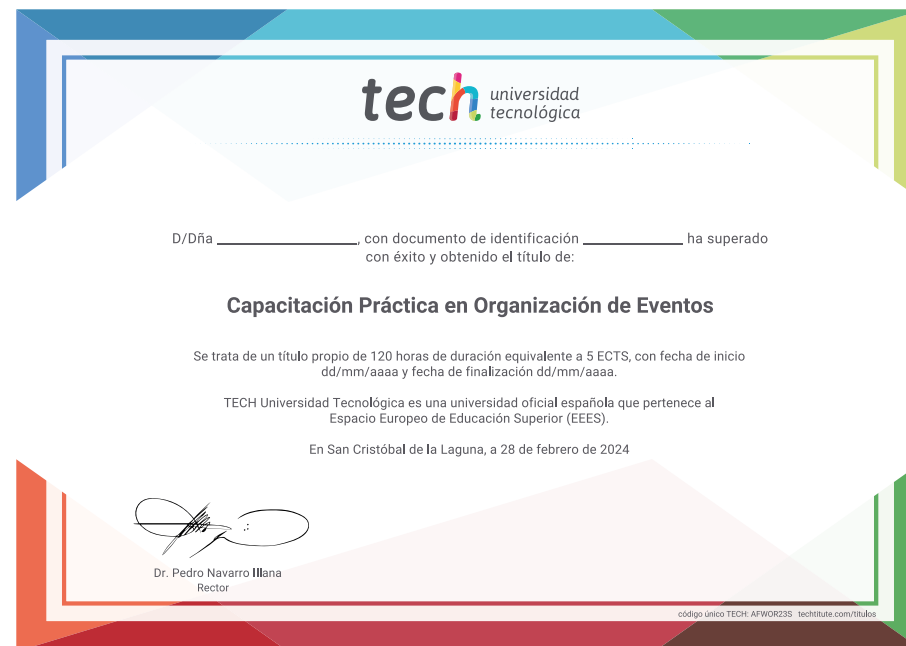 tech universidad
tecnológica
D/Dña ____________________, con documento de identificación ______________ ha superado
con éxito y obtenido el título de:
Capacitación Práctica en Organización de Eventos
Se trata de un título propio de 120 horas de duración equivalente a 5 ECTS, con fecha de inicio
dd/mm/aaaa y fecha de finalización dd/mm/aaaa.
TECH Universidad Tecnológica es una universidad oficial española que pertenece al
Espacio Europeo de Educación Superior (EEES).
En San Cristóbal de la Laguna, a 28 de febrero de 2024
Dr. Pedro Navarro Illana
Rector
código único TECH: AFWOR23S techtitute.com/titulos